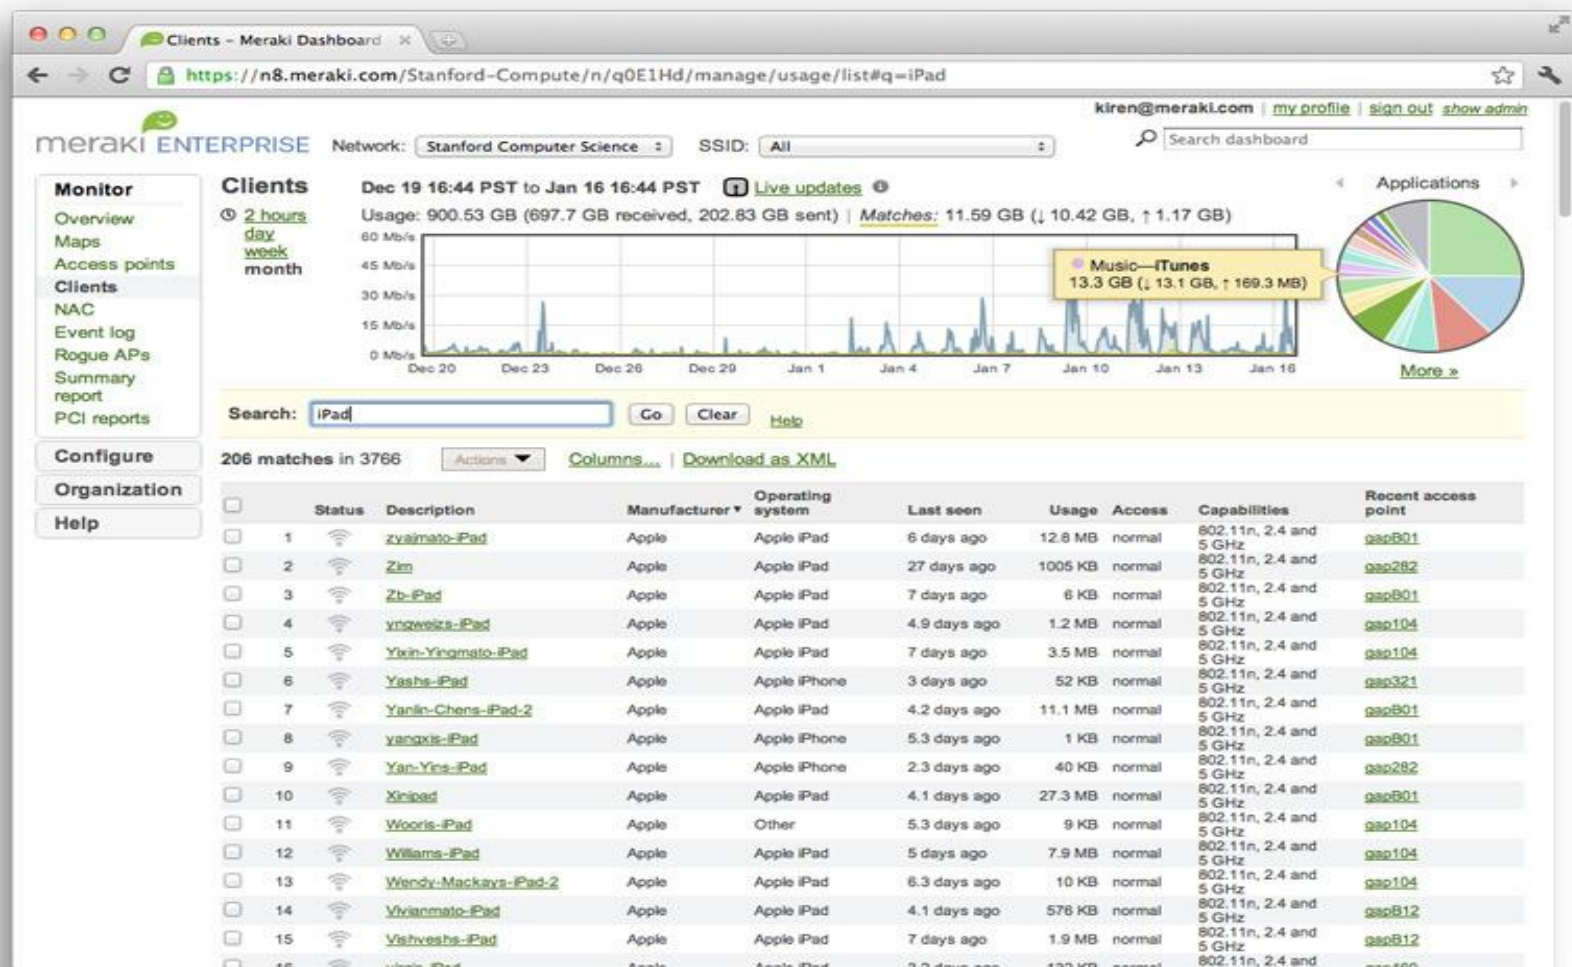 Clients – Meraki Dashboard
https://n8.meraki.com/Stanford-Compute/n/q0E1Hd/manage/usage/list#q=iPad
kiren@meraki.com | my profile | sign out show admin
meraki ENTERPRISE Network: Stanford Computer Science SSID: All Search dashboard
Monitor
Overview
Maps
Access points
Clients
NAC
Event log
Rogue APs
Summary
report
PCI reports
Configure
Organization
Help
Clients
2 hours
day
week
month
Dec 19 16:44 PST to Jan 16 16:44 PST Live updates
Usage: 900.53 GB (697.7 GB received, 202.83 GB sent) | Matches: 11.59 GB (↓ 10.42 GB, ↑ 1.17 GB)
60 Mb/s
45 Mb/s
30 Mb/s
15 Mb/s
0 Mb/s
Dec 20 Dec 23 Dec 26 Dec 29 Jan 1 Jan 4 Jan 7 Jan 10 Jan 13 Jan 16
Music—iTunes
13.3 GB (↓ 13.1 GB, ↑ 169.3 MB)
Applications
More »
Search: iPad Go Clear Help
206 matches in 3766 Actions Columns... | Download as XML
Status Description Manufacturer Operating system Last seen Usage Access Capabilities Recent access point
1 zyajmato-iPad Apple Apple iPad 6 days ago 12.8 MB normal 802.11n, 2.4 and 5 GHz gapB01
2 Zim Apple Apple iPad 27 days ago 1005 KB normal 802.11n, 2.4 and 5 GHz gap282
3 Zb-iPad Apple Apple iPad 7 days ago 6 KB normal 802.11n, 2.4 and 5 GHz gapB01
4 yngweizs-iPad Apple Apple iPad 4.9 days ago 1.2 MB normal 802.11n, 2.4 and 5 GHz gap104
5 Yixin-Yingmato-iPad Apple Apple iPad 7 days ago 3.5 MB normal 802.11n, 2.4 and 5 GHz gap104
6 Yashs-iPad Apple Apple iPhone 3 days ago 52 KB normal 802.11n, 2.4 and 5 GHz gap321
7 Yanlin-Chens-iPad-2 Apple Apple iPad 4.2 days ago 11.1 MB normal 802.11n, 2.4 and 5 GHz gapB01
8 yangxis-iPad Apple Apple iPhone 5.3 days ago 1 KB normal 802.11n, 2.4 and 5 GHz gapB01
9 Yan-Yins-iPad Apple Apple iPhone 2.3 days ago 40 KB normal 802.11n, 2.4 and 5 GHz gap282
10 Xinipad Apple Apple iPad 4.1 days ago 27.3 MB normal 802.11n, 2.4 and 5 GHz gapB01
11 Wooris-iPad Apple Other 5.3 days ago 9 KB normal 802.11n, 2.4 and 5 GHz gap104
12 Williams-iPad Apple Apple iPad 5 days ago 7.9 MB normal 802.11n, 2.4 and 5 GHz gap104
13 Wendy-Mackays-iPad-2 Apple Apple iPad 6.3 days ago 10 KB normal 802.11n, 2.4 and 5 GHz gap104
14 Vivianmato-iPad Apple Apple iPad 4.1 days ago 576 KB normal 802.11n, 2.4 and 5 GHz gapB12
15 Vishveshs-iPad Apple Apple iPad 7 days ago 1.9 MB normal 802.11n, 2.4 and 5 GHz gapB12
802.11n, 2.4 and